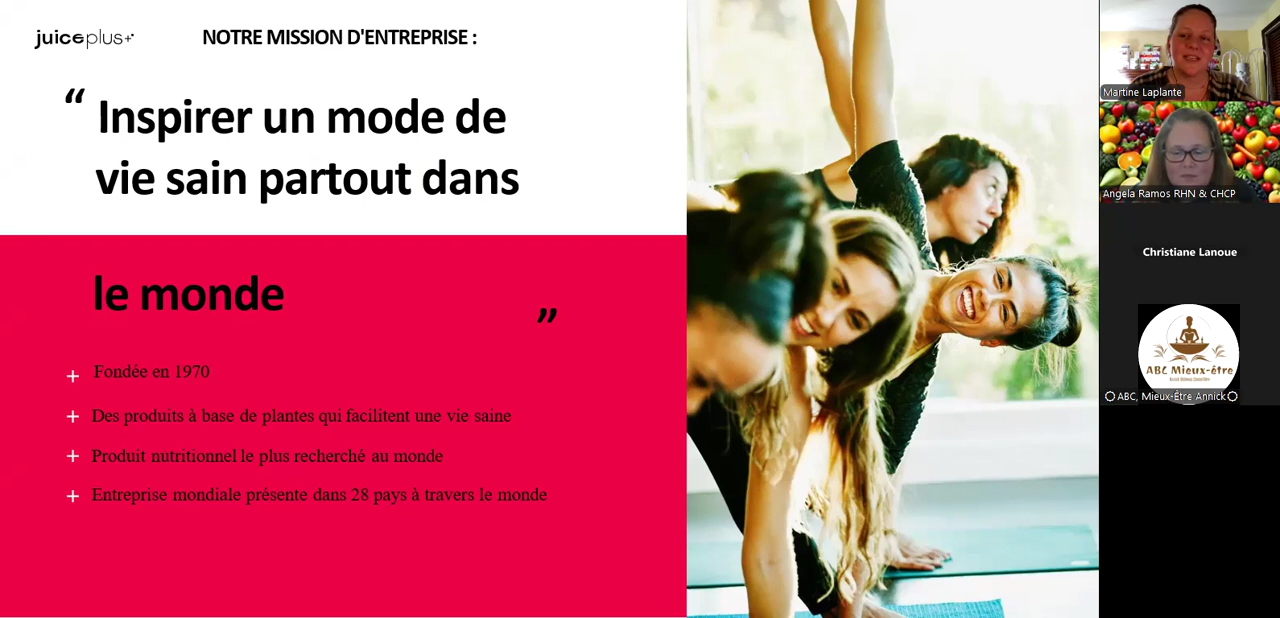 juiceplus+
NOTRE MISSION D'ENTREPRISE :
“ Inspirer un mode de
vie sain partout dans
le monde
”
+ Fondée en 1970
+ Des produits à base de plantes qui facilitent une vie saine
+ Produit nutritionnel le plus recherché au monde
+ Entreprise mondiale présente dans 28 pays à travers le monde
Martine Laplante
Angela Ramos RHN & CHCP
Christiane Lanoue
ABC Mieux-être
ABC, Mieux-Être Annick